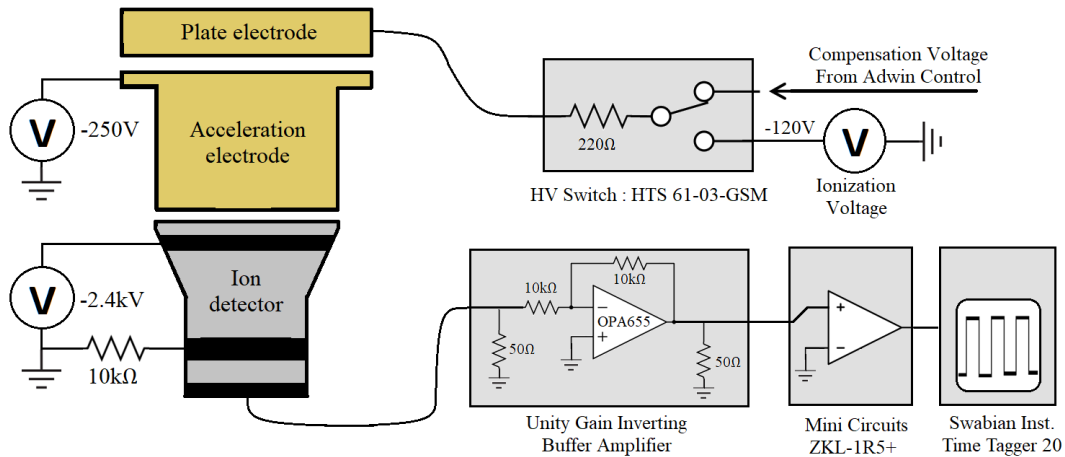 Plate electrode
Compensation Voltage
From Adwin Control
V
-250V
Acceleration
electrode
220Ω
-120V
V
Ionization
Voltage
HV Switch : HTS 61-03-GSM
V
-2.4kV
Ion
detector
10kΩ
10kΩ
10kΩ
50Ω
−
+
OPA655
50Ω
+
−
Unity Gain Inverting
Buffer Amplifier
Mini Circuits
ZKL-1R5+
Swabian Inst.
Time Tagger 20